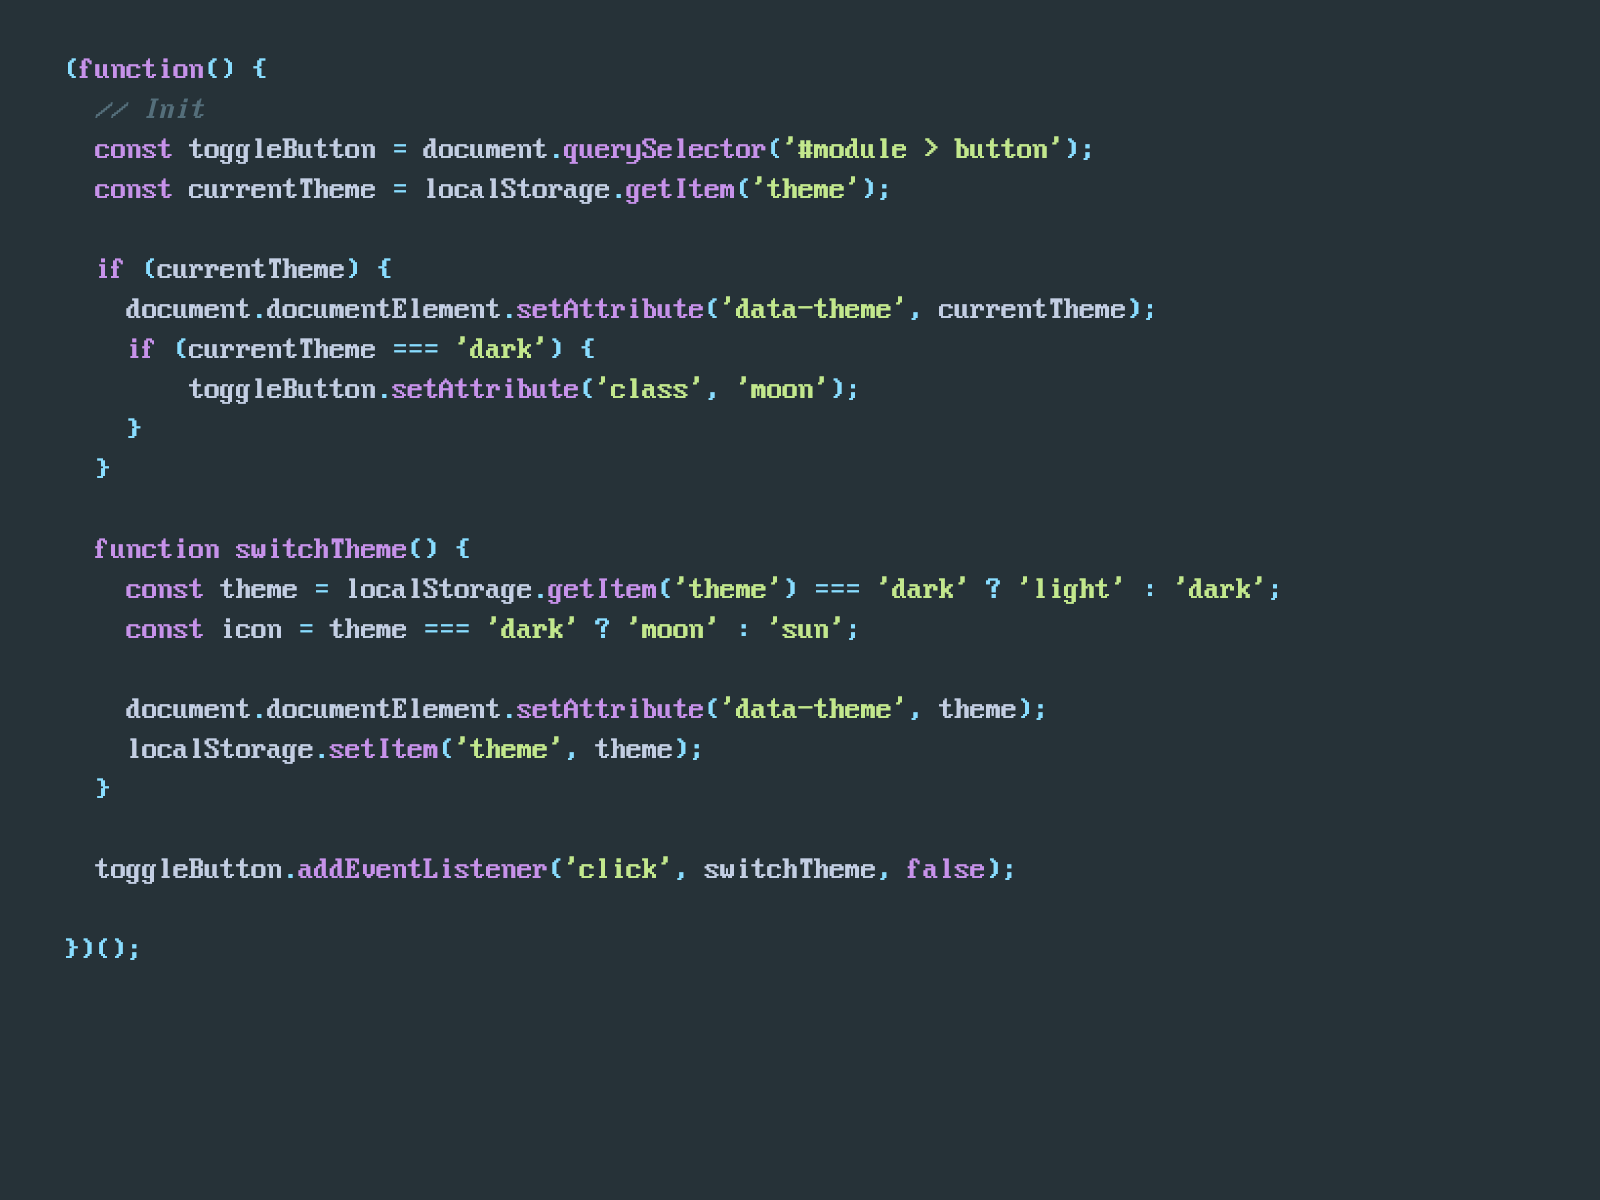 (function() {
  // Init
  const toggleButton = document.querySelector('#module > button');
  const currentTheme = localStorage.getItem('theme');

  if (currentTheme) {
    document.documentElement.setAttribute('data-theme', currentTheme);
    if (currentTheme === 'dark') {
        toggleButton.setAttribute('class', 'moon');
    }
  }

  function switchTheme() {
    const theme = localStorage.getItem('theme') === 'dark' ? 'light' : 'dark';
    const icon = theme === 'dark' ? 'moon' : 'sun';

    document.documentElement.setAttribute('data-theme', theme);
    localStorage.setItem('theme', theme);
  }

  toggleButton.addEventListener('click', switchTheme, false);

})();